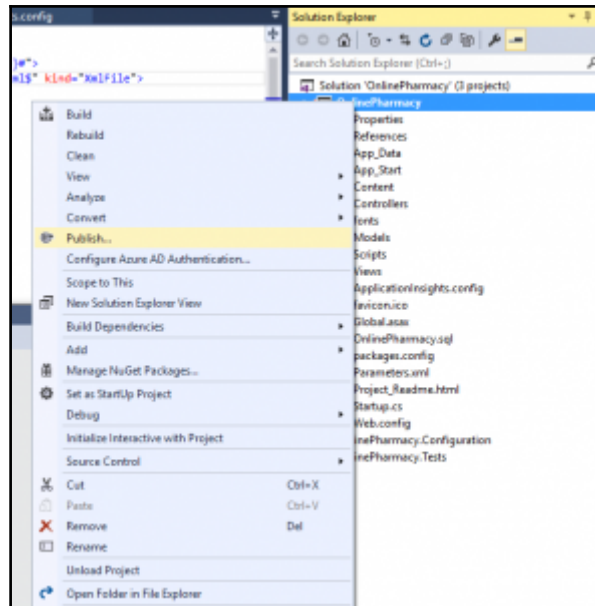 s.config
Solution Explorer
Search Solution Explorer (Ctrl+;)
}#">
ml$" kind="XmlFile">
Solution 'OnlinePharmacy' (3 projects)
OnlinePharmacy
Properties
References
App_Data
App_Start
Content
Controllers
fonts
Models
Scripts
Views
ApplicationInsights.config
favicon.ico
Global.asax
OnlinePharmacy.sql
packages.config
Parameters.xml
Project_Readme.html
Startup.cs
Web.config
inePharmacy.Configuration
inePharmacy.Tests
Build
Rebuild
Clean
View
Analyze
Convert
Publish...
Configure Azure AD Authentication...
Scope to This
New Solution Explorer View
Build Dependencies
Add
Manage NuGet Packages...
Set as StartUp Project
Debug
Initialize Interactive with Project
Source Control
Cut Ctrl+X
Paste Ctrl+V
Remove Del
Rename
Unload Project
Open Folder in File Explorer